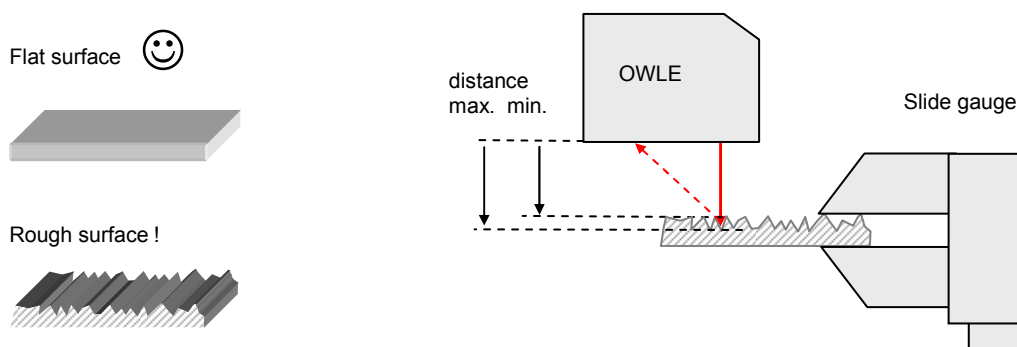 Flat surface
Rough surface !
distance
max. min.
OWLE
Slide gauge